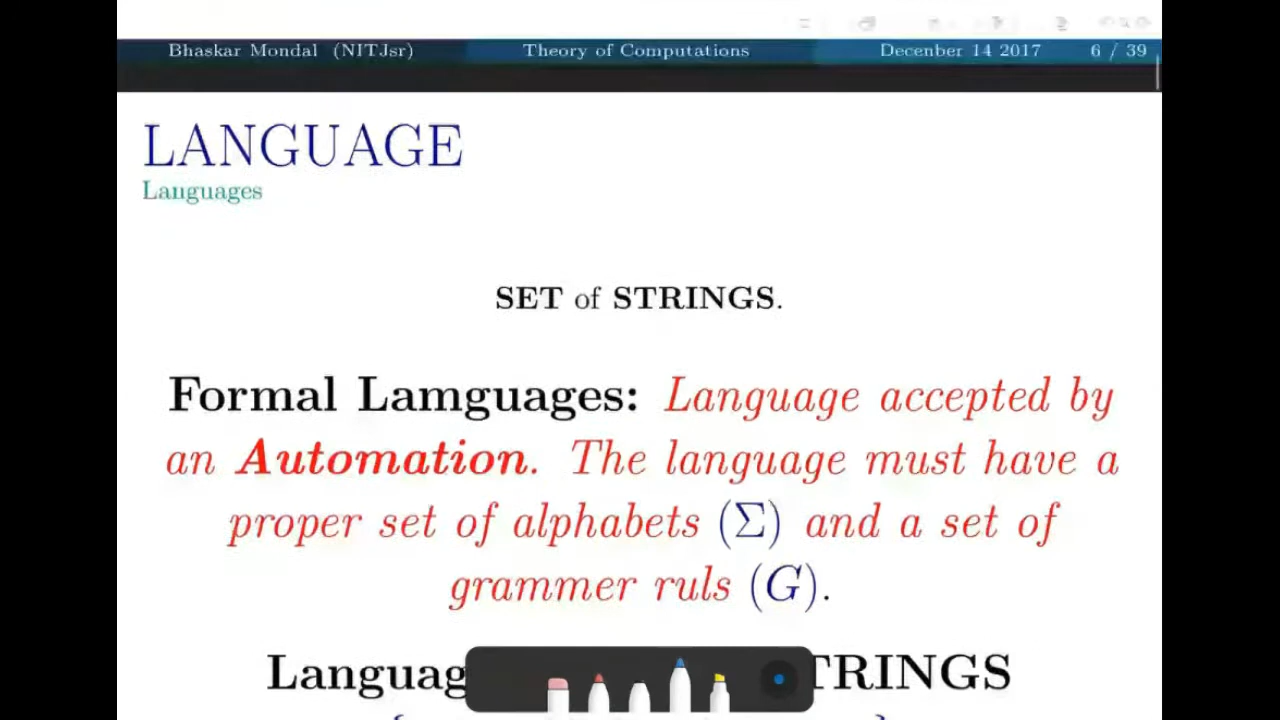 Bhaskar Mondal (NITJsr) Theory of Computations Decenber 14 2017 6 / 39
LANGUAGE
Languages
SET of STRINGS.
Formal Lamguages: Language accepted by
an Automation. The language must have a
proper set of alphabets (Σ) and a set of
grammer ruls (G).
Languag TRINGS